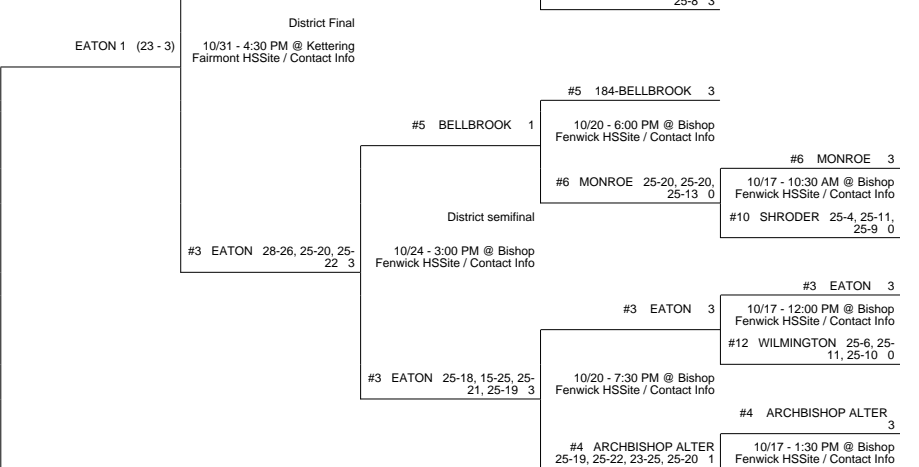 25-8 3
District Final
EATON 1 (23 - 3)
10/31 - 4:30 PM @ Kettering
Fairmont HSSite / Contact Info
#5 184-BELLBROOK 3
#5 BELLBROOK 1
10/20 - 6:00 PM @ Bishop
Fenwick HSSite / Contact Info
#6 MONROE 3
#6 MONROE 25-20, 25-20,
25-13 0
10/17 - 10:30 AM @ Bishop
Fenwick HSSite / Contact Info
#10 SHRODER 25-4, 25-11,
25-9 0
District semifinal
#3 EATON 28-26, 25-20, 25-
22 3
10/24 - 3:00 PM @ Bishop
Fenwick HSSite / Contact Info
#3 EATON 3
#3 EATON 3
10/17 - 12:00 PM @ Bishop
Fenwick HSSite / Contact Info
#12 WILMINGTON 25-6, 25-
11, 25-10 0
#3 EATON 25-18, 15-25, 25-
21, 25-19 3
10/20 - 7:30 PM @ Bishop
Fenwick HSSite / Contact Info
#4 ARCHBISHOP ALTER
3
#4 ARCHBISHOP ALTER
25-19, 25-22, 23-25, 25-20 1
10/17 - 1:30 PM @ Bishop
Fenwick HSSite / Contact Info